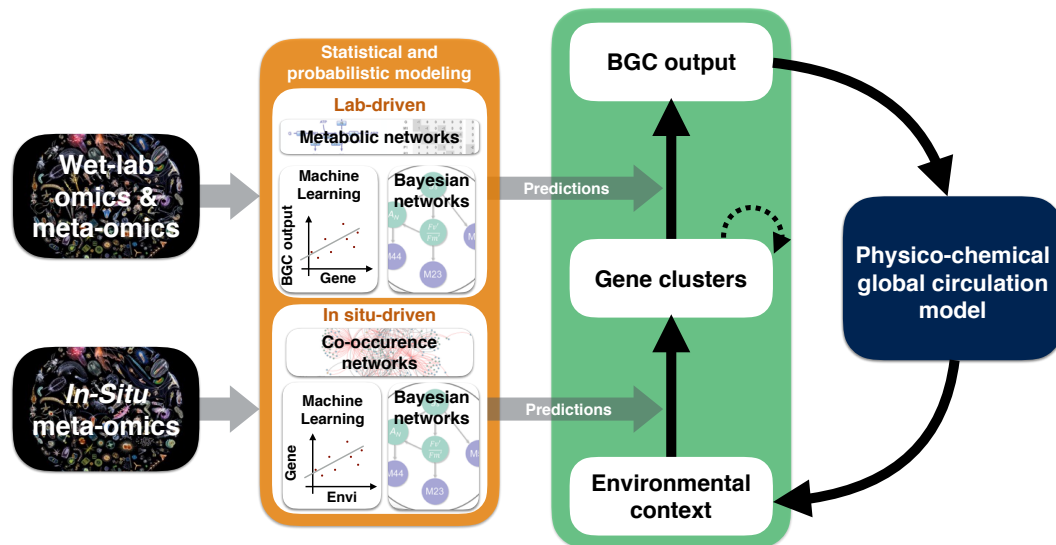 Statistical and
probabilistic modeling
Lab-driven
Metabolic networks
Machine
Learning
BGC output
Gene
Bayesian
networks
M44
M23
Wet-lab
omics &
meta-omics
In situ-driven
Co-occurence
networks
Machine
Learning
Gene
Envi
Bayesian
networks
M44
M23
In-Situ
meta-omics
Predictions
Predictions
BGC output
Gene clusters
Environmental
context
Physico-chemical
global circulation
model